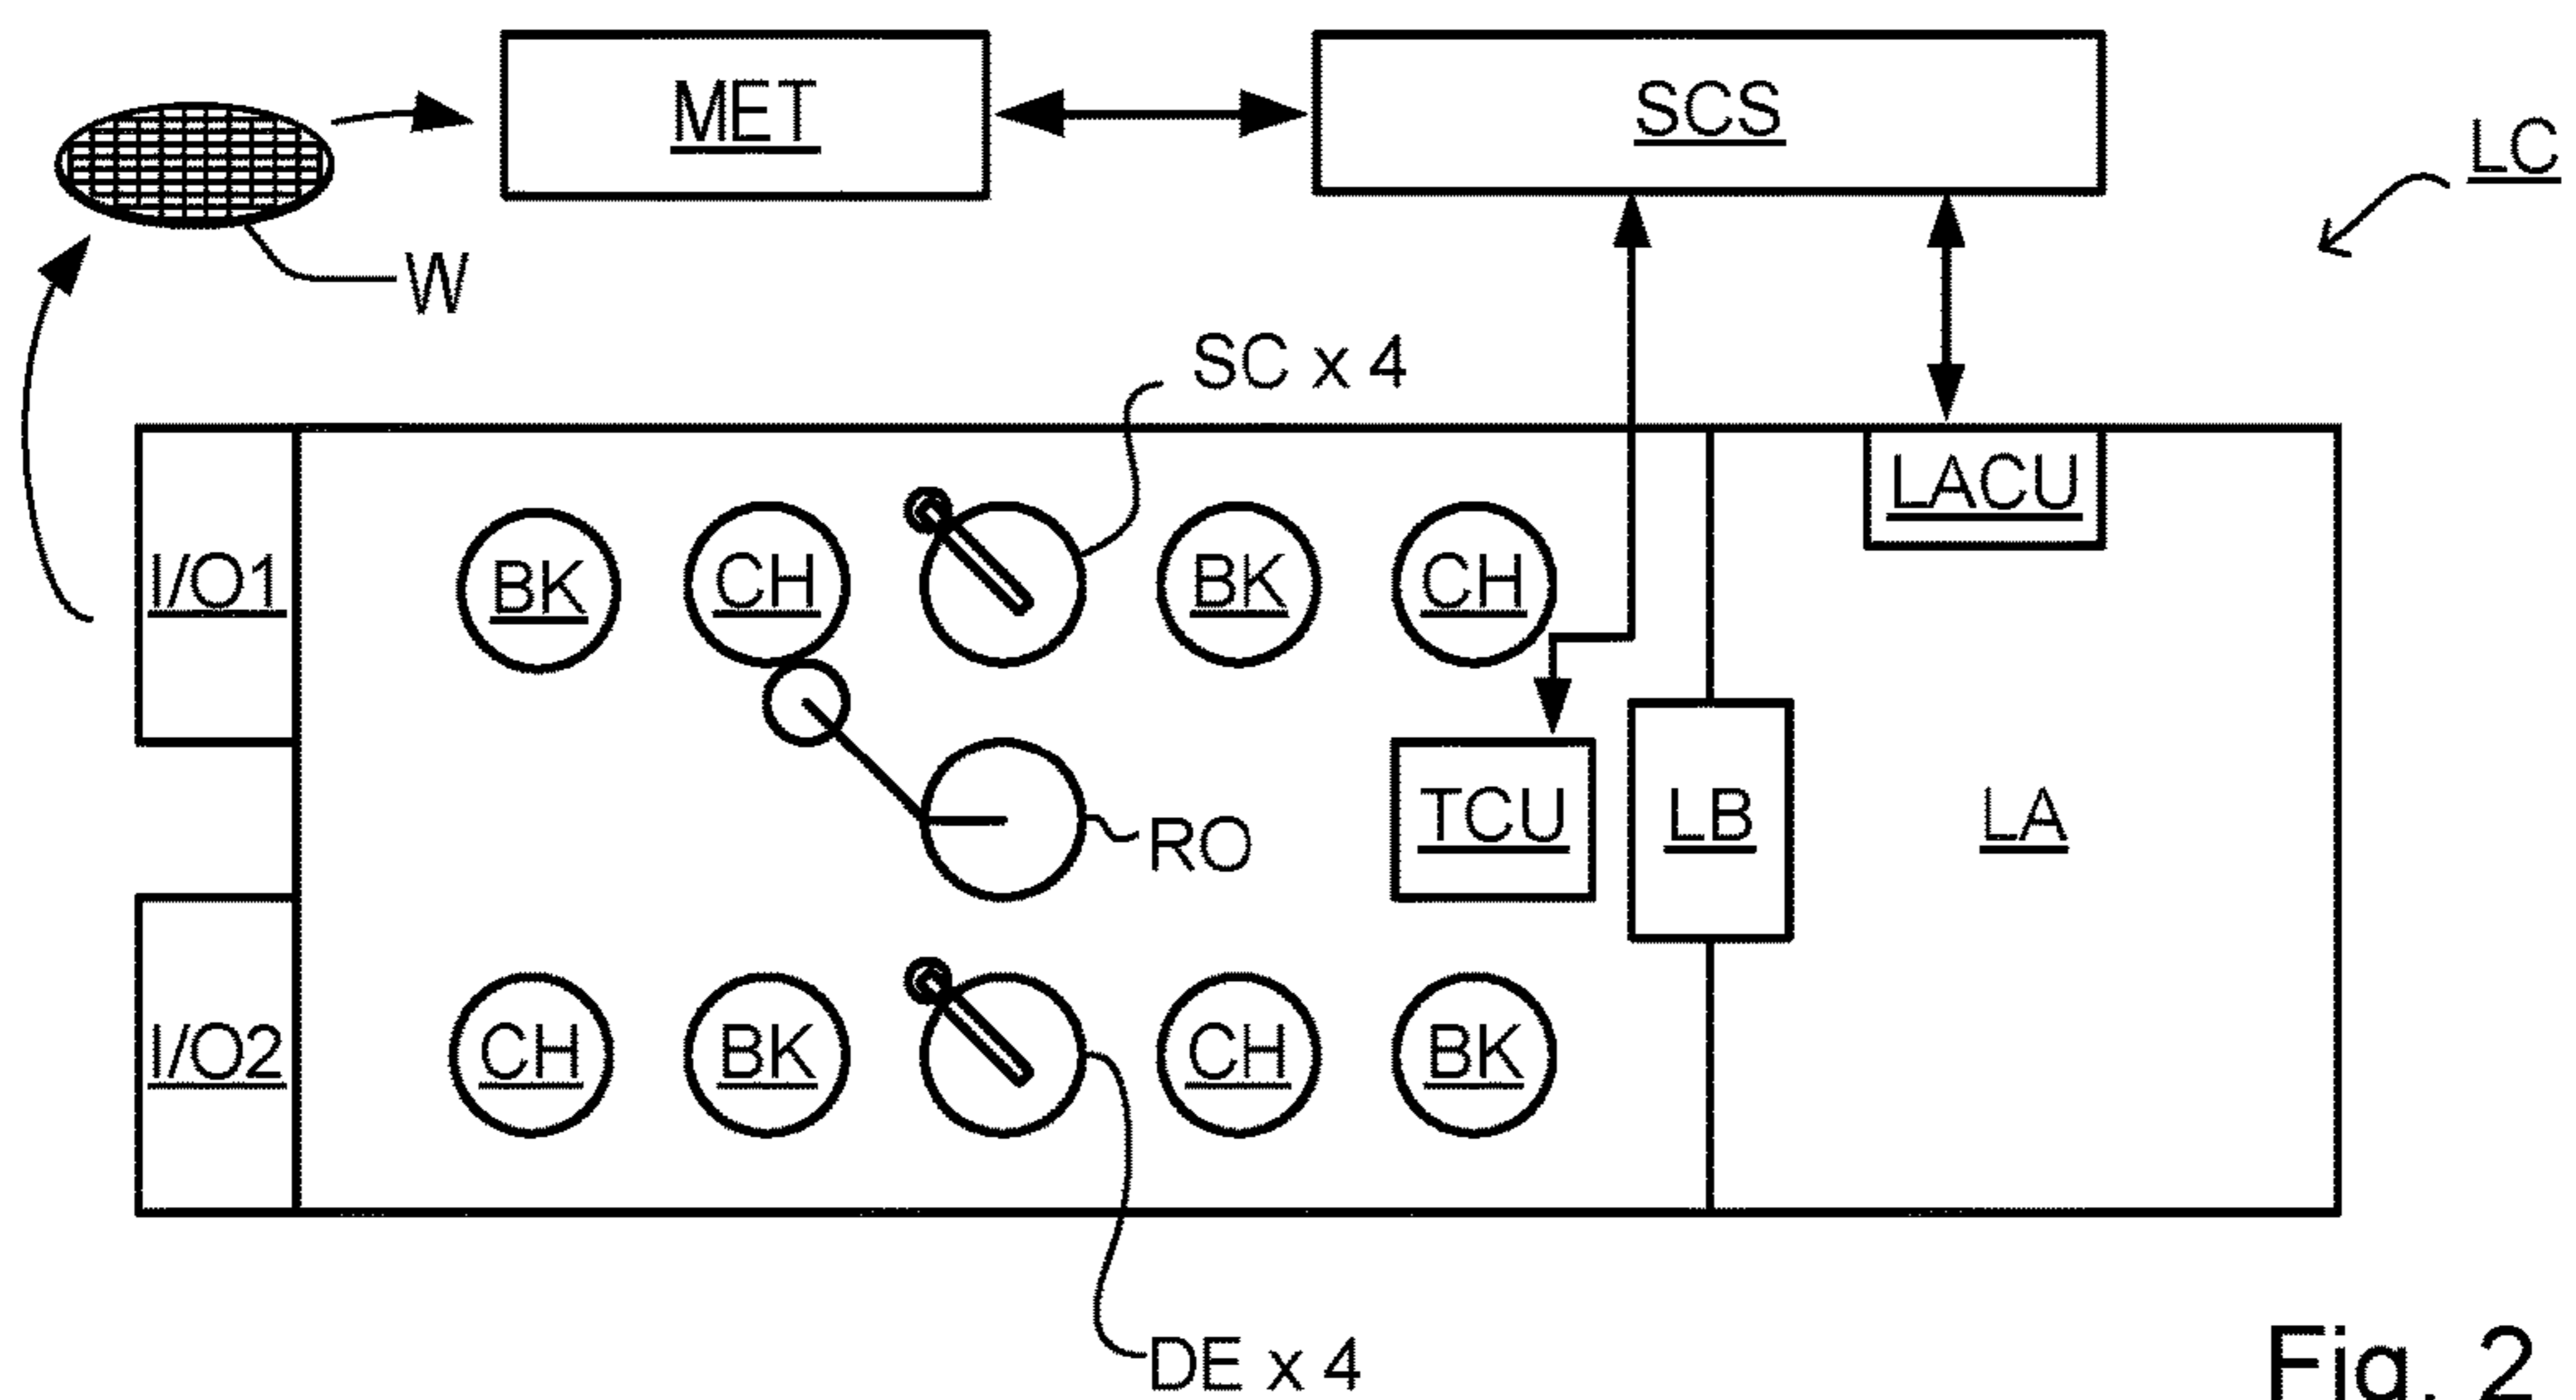 MET
SCS
LC
W
SC x 4
LACU
I/O1
BK
CH
BK
CH
TCU
LB
LA
RO
I/O2
CH
BK
CH
BK
DE x 4
Fig. 2